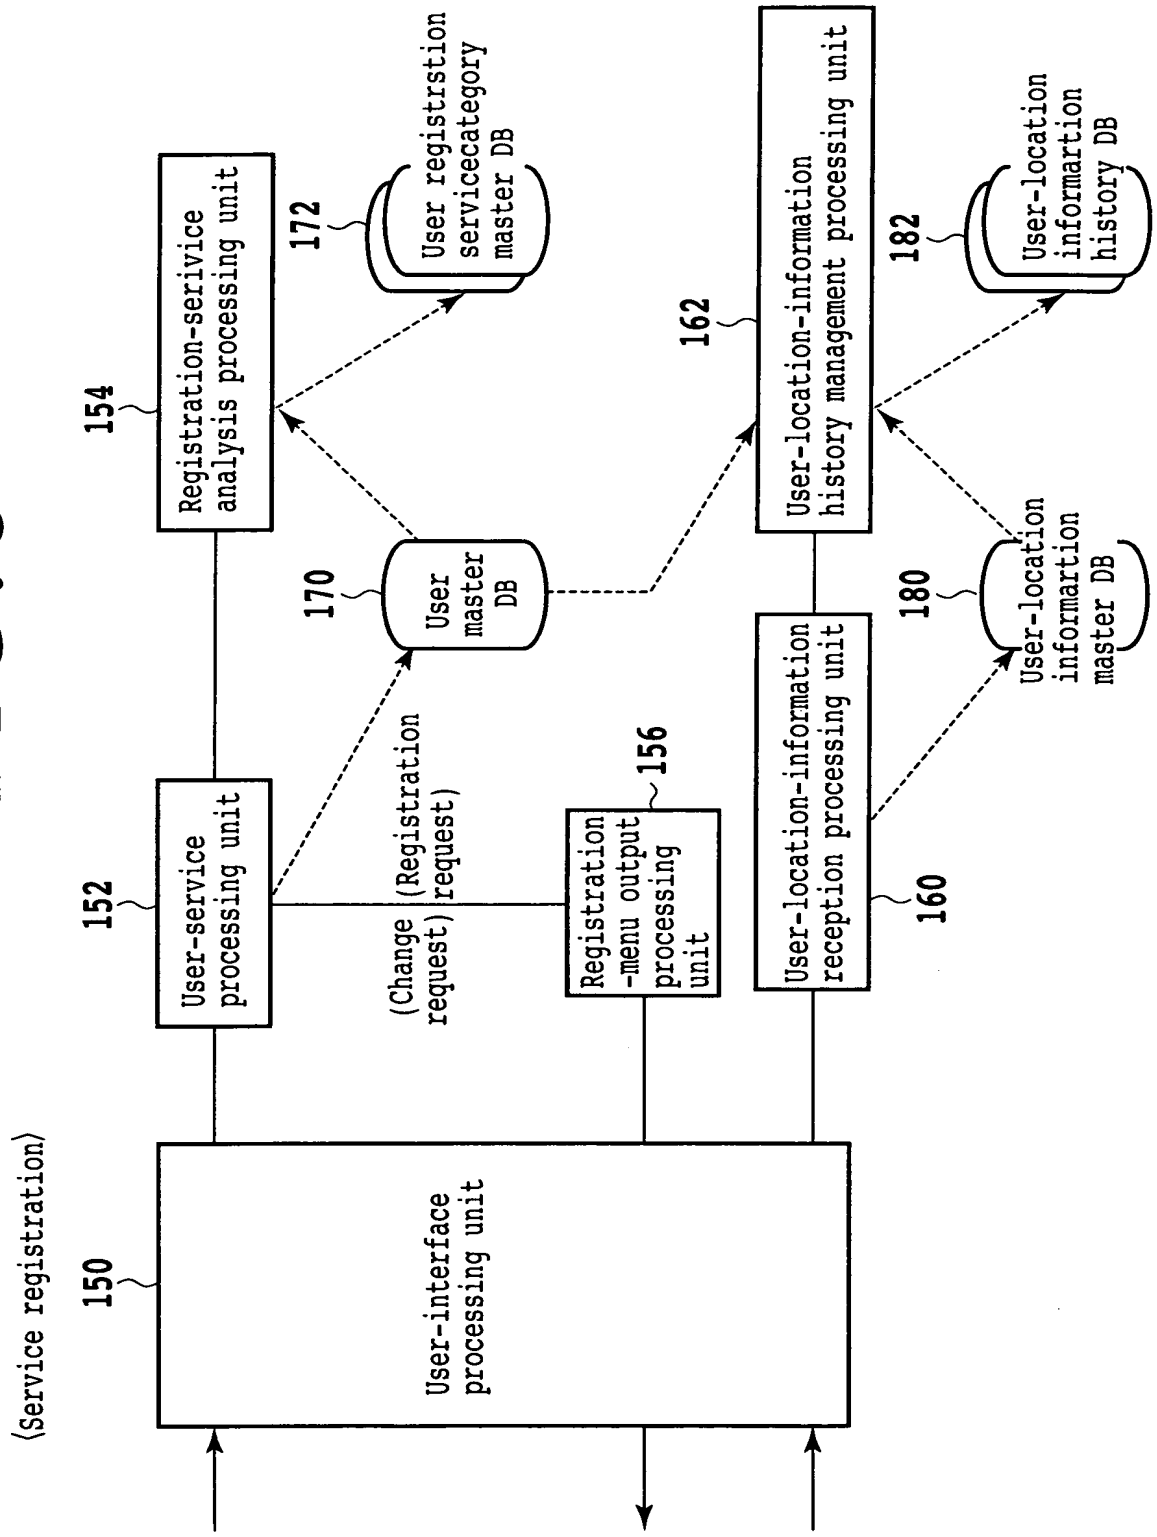 〈Service registration〉
150
User-interface
processing unit
152
User-service
processing unit
154
Registration-serivice
analysis processing unit
(Change
request)
(Registration
request)
170
User
master
DB
172
User registrstion
servicecategory
master DB
156
Registration
-menu output
processing
unit
User-location-information
reception processing unit
160
162
User-location-information
history management processing unit
180
User-location
informartion
master DB
182
User-location
informartion
history DB